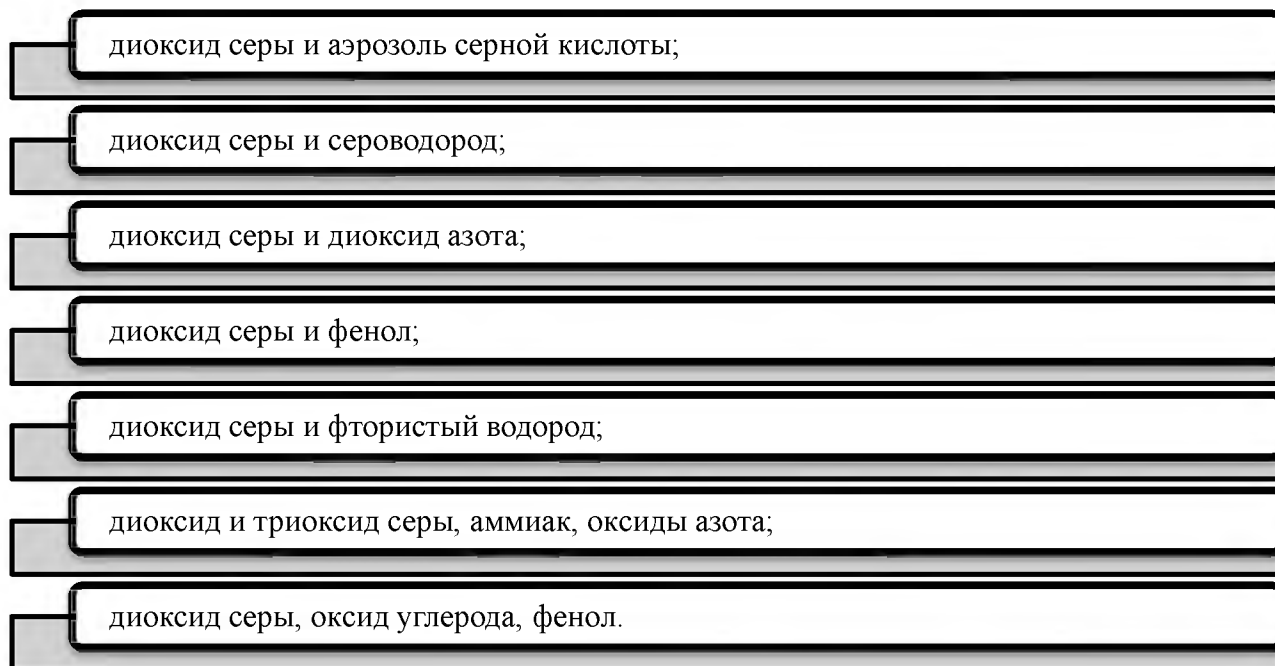 диоксид серы и аэрозоль серной кислоты;
диоксид серы и сероводород;
диоксид серы и диоксид азота;
диоксид серы и фенол;
диоксид серы и фтористый водород;
диоксид и триоксид серы, аммиак, оксиды азота;
диоксид серы, оксид углерода, фенол.